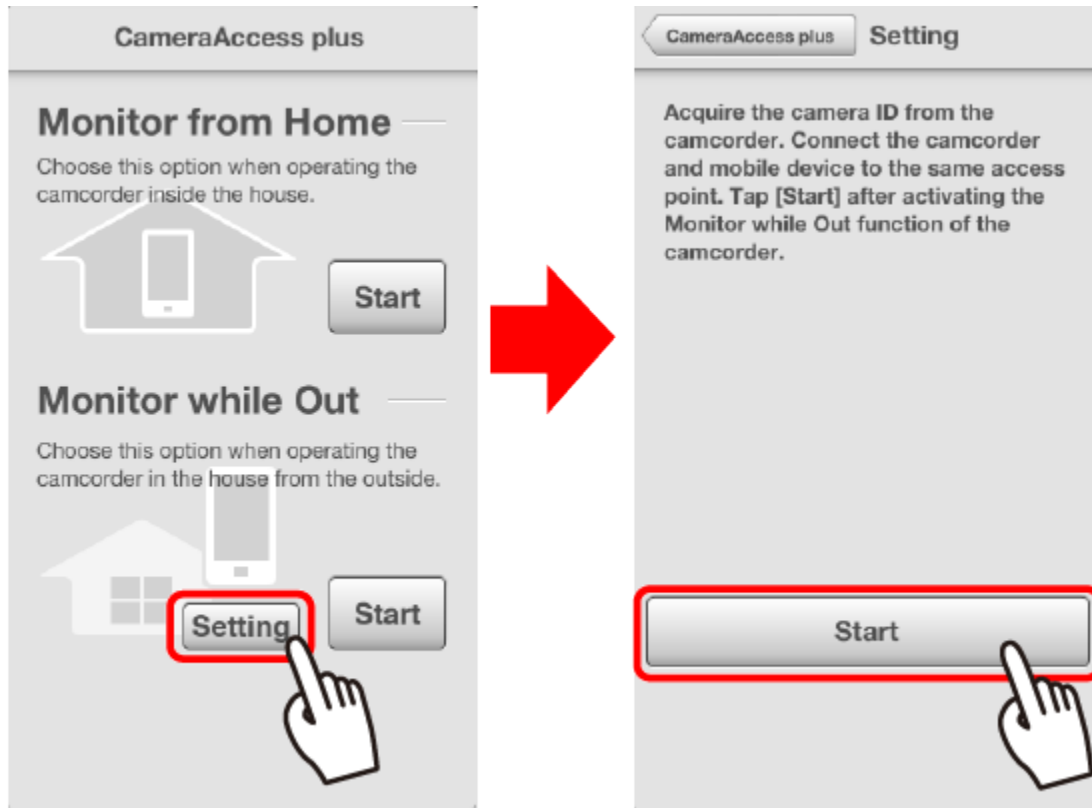 CameraAccess plus
Monitor from Home
Choose this option when operating the
camcorder inside the house.
Start
Monitor while Out
Choose this option when operating the
camcorder in the house from the outside.
Setting
Start
CameraAccess plus
Setting
Acquire the camera ID from the
camcorder. Connect the camcorder
and mobile device to the same access
point. Tap [Start] after activating the
Monitor while Out function of the
camcorder.
Start